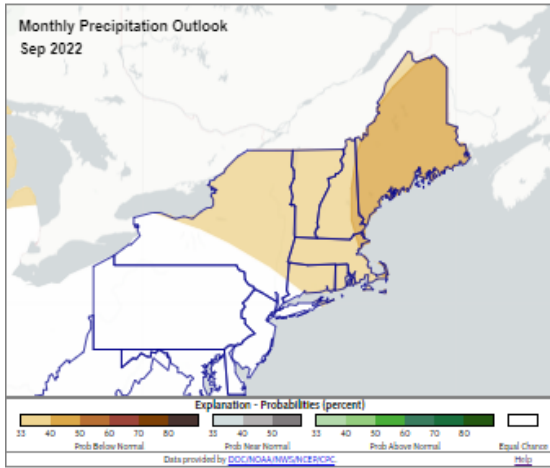 Monthly Precipitation Outlook
Sep 2022
Explanation - Probabilities (percent)
33 40 50 60 70 80 33 40 50 33 40 50 60 70 80
Prob Below Normal Prob Near Normal Prob Above Normal Equal Chance
Data provided by DOC/NOAA/NWS/NCEP/CPC. Help